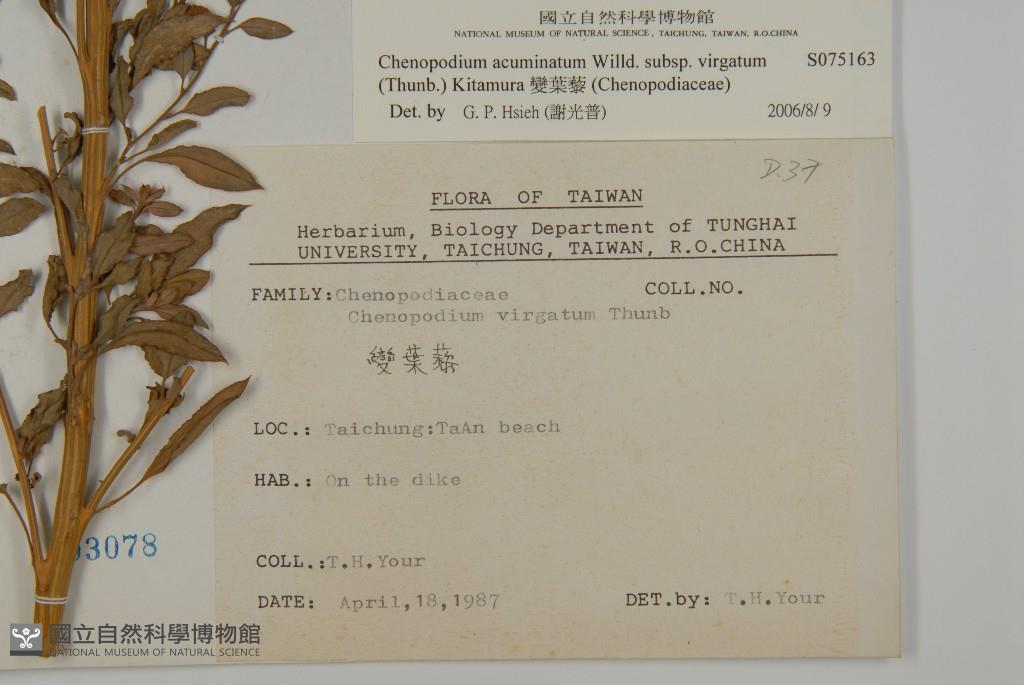 國立自然科學博物館
NATIONAL MUSEUM OF NATURAL SCIENCE, TAICHUNG, TAIWAN, R.O.CHINA
Chenopodium acuminatum Willd. subsp. virgatum S075163
(Thunb.) Kitamura 變葉藜 (Chenopodiaceae)
Det. by G. P. Hsieh (謝光普) 2006/8/ 9
D.37
FLORA OF TAIWAN
Herbarium, Biology Department of TUNGHAI
UNIVERSITY, TAICHUNG, TAIWAN, R.O.CHINA
FAMILY:Chenopodiaceae COLL.NO.
Chenopodium virgatum Thunb
變葉藜
LOC.: Taichung:TaAn beach
HAB.: On the dike
COLL.:T.H.Your
DATE: April,18,1987 DET.by: T.H.Your
3078
國立自然科學博物館
NATIONAL MUSEUM OF NATURAL SCIENCE